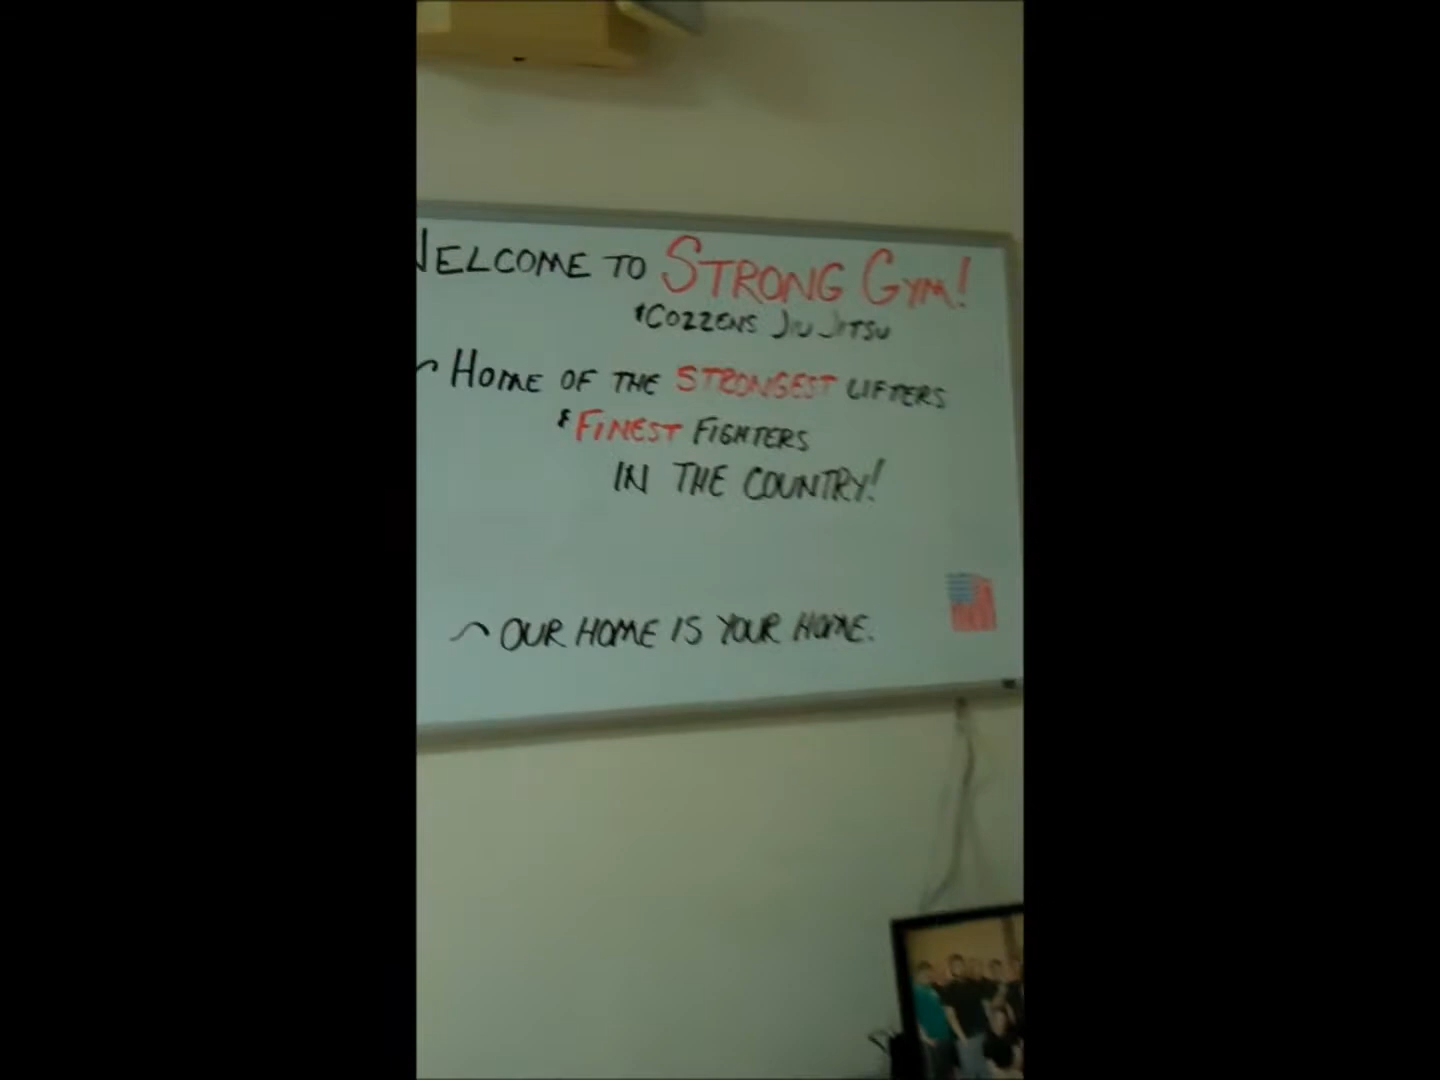 WELCOME TO STRONG GYM!
& COZZENS JIU JITSU
~ HOME OF THE STRONGEST LIFTERS
& FINEST FIGHTERS
IN THE COUNTRY!
~ OUR HOME IS YOUR HOME.